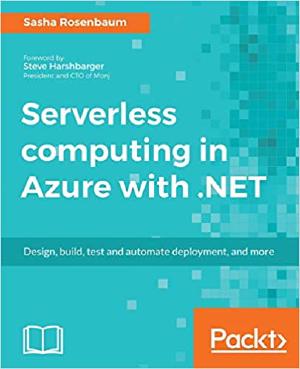 Sasha Rosenbaum
Foreword by
Steve Harshbarger
President and CTO of Monj
Serverless
computing in
Azure with .NET
Design, build, test and automate deployment, and more
Packt>